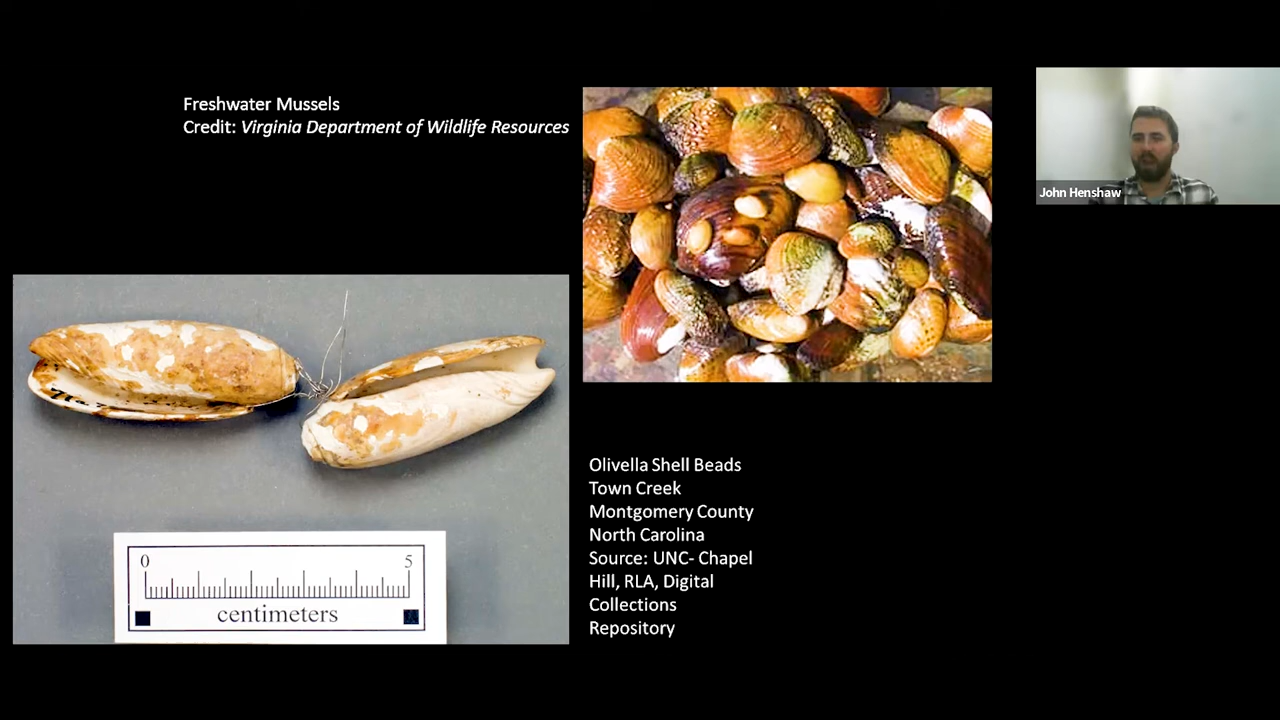 Freshwater Mussels
Credit: Virginia Department of Wildlife Resources
John Henshaw
0 5
centimeters
Olivella Shell Beads
Town Creek
Montgomery County
North Carolina
Source: UNC- Chapel
Hill, RLA, Digital
Collections
Repository